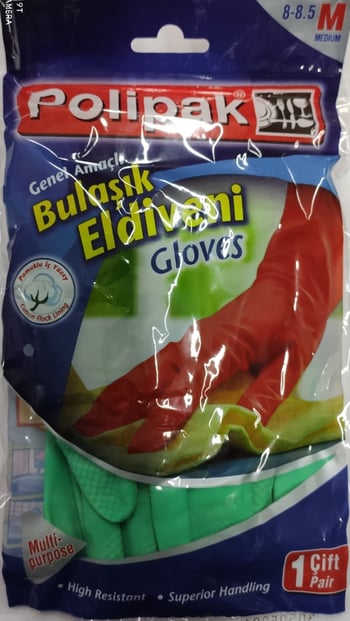 8-8.5 M
MEDIUM
Polipak®
Genel Amaçlı
Bulaşık
Eldiveni
Gloves
Pamuklu İç Yüzey
Cotton Flock Lining
Multi-
purpose
1 Çift
Pair
• High Resistant • Superior Handling